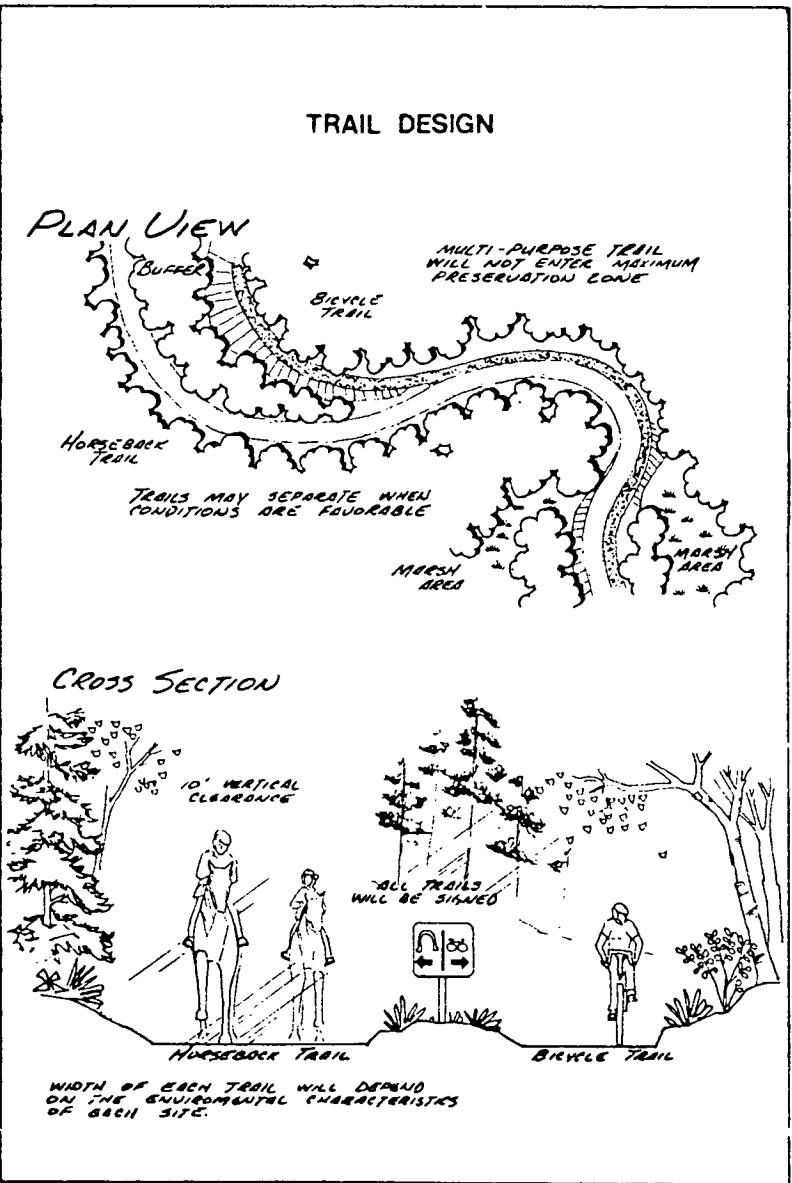 TRAIL DESIGN
PLAN VIEW
BUFFER
BICYCLE
TRAIL
MULTI-PURPOSE TRAIL
WILL NOT ENTER MAXIMUM
PRESERVATION ZONE
HORSEBACK
TRAIL
TRAILS MAY SEPARATE WHEN
CONDITIONS ARE FAVORABLE
MARSH
AREA
MARSH
AREA
CROSS SECTION
10' VERTICAL
CLEARANCE
ALL TRAILS
WILL BE SIGNED
HORSEBACK TRAIL
BICYCLE TRAIL
WIDTH OF EACH TRAIL WILL DEPEND
ON THE ENVIROMENTAL CHARACTERISTICS
OF EACH SITE.